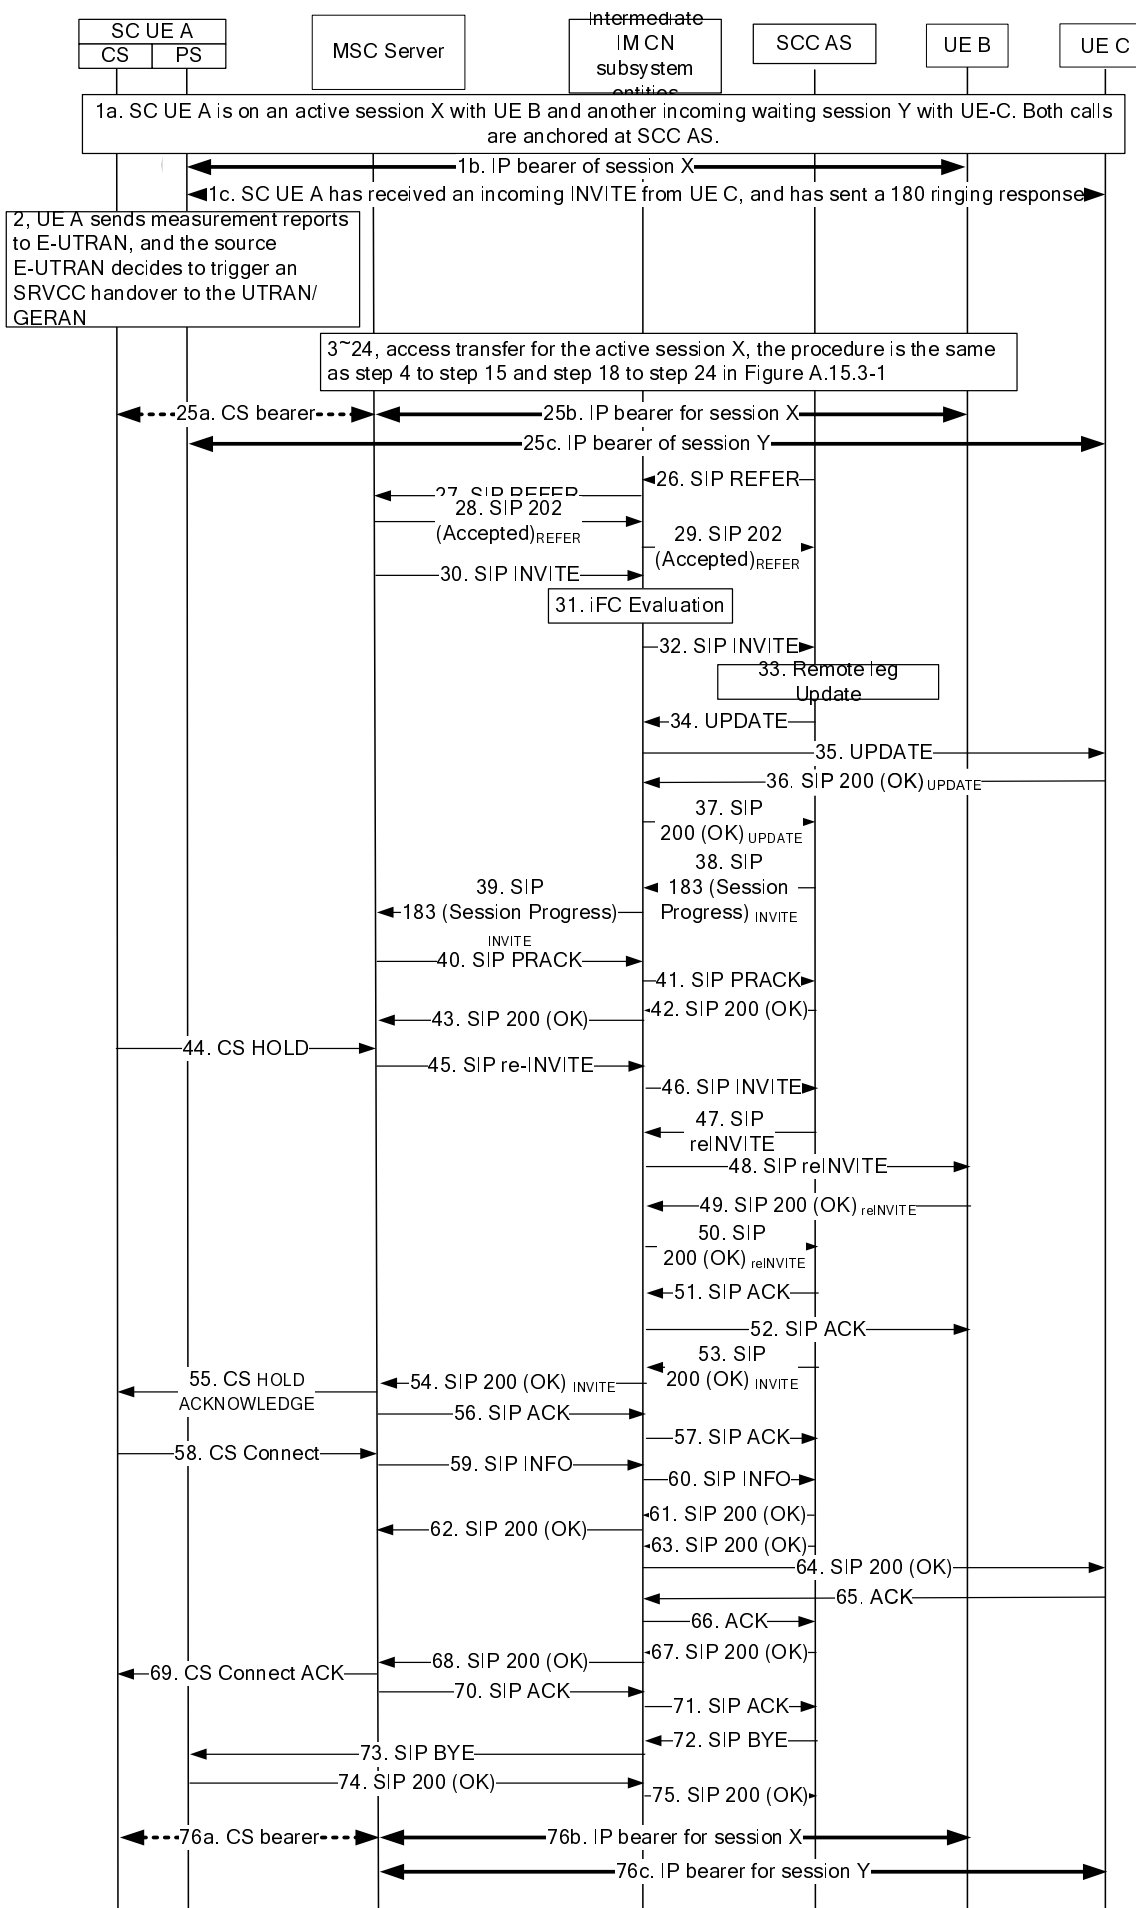 SC UE A
CS
PS
MSC Server
Intermediate
IM CN
subsystem
entities
SCC AS
UE B
UE C
1a. SC UE A is on an active session X with UE B and another incoming waiting session Y with UE-C. Both calls
are anchored at SCC AS.
1b. IP bearer of session X
1c. SC UE A has received an incoming INVITE from UE C, and has sent a 180 ringing response
2, UE A sends measurement reports
to E-UTRAN, and the source
E-UTRAN decides to trigger an
SRVCC handover to the UTRAN/
GERAN
3~24, access transfer for the active session X, the procedure is the same
as step 4 to step 15 and step 18 to step 24 in Figure A.15.3-1
25a. CS bearer
25b. IP bearer for session X
25c. IP bearer of session Y
26. SIP REFER
27. SIP REFER
28. SIP 202
(Accepted) REFER
29. SIP 202
(Accepted) REFER
30. SIP INVITE
31. iFC Evaluation
32. SIP INVITE
33. Remote leg
Update
34. UPDATE
35. UPDATE
36. SIP 200 (OK) UPDATE
37. SIP
200 (OK) UPDATE
38. SIP
183 (Session
Progress) INVITE
39. SIP
183 (Session Progress)
INVITE
40. SIP PRACK
41. SIP PRACK
42. SIP 200 (OK)
43. SIP 200 (OK)
44. CS HOLD
45. SIP re-INVITE
46. SIP INVITE
47. SIP
reINVITE
48. SIP reINVITE
49. SIP 200 (OK) reINVITE
50. SIP
200 (OK) reINVITE
51. SIP ACK
52. SIP ACK
53. SIP
200 (OK) INVITE
54. SIP 200 (OK) INVITE
55. CS HOLD
ACKNOWLEDGE
56. SIP ACK
57. SIP ACK
58. CS Connect
59. SIP INFO
60. SIP INFO
61. SIP 200 (OK)
62. SIP 200 (OK)
63. SIP 200 (OK)
64. SIP 200 (OK)
65. ACK
66. ACK
67. SIP 200 (OK)
68. SIP 200 (OK)
69. CS Connect ACK
70. SIP ACK
71. SIP ACK
72. SIP BYE
73. SIP BYE
74. SIP 200 (OK)
75. SIP 200 (OK)
76a. CS bearer
76b. IP bearer for session X
76c. IP bearer for session Y